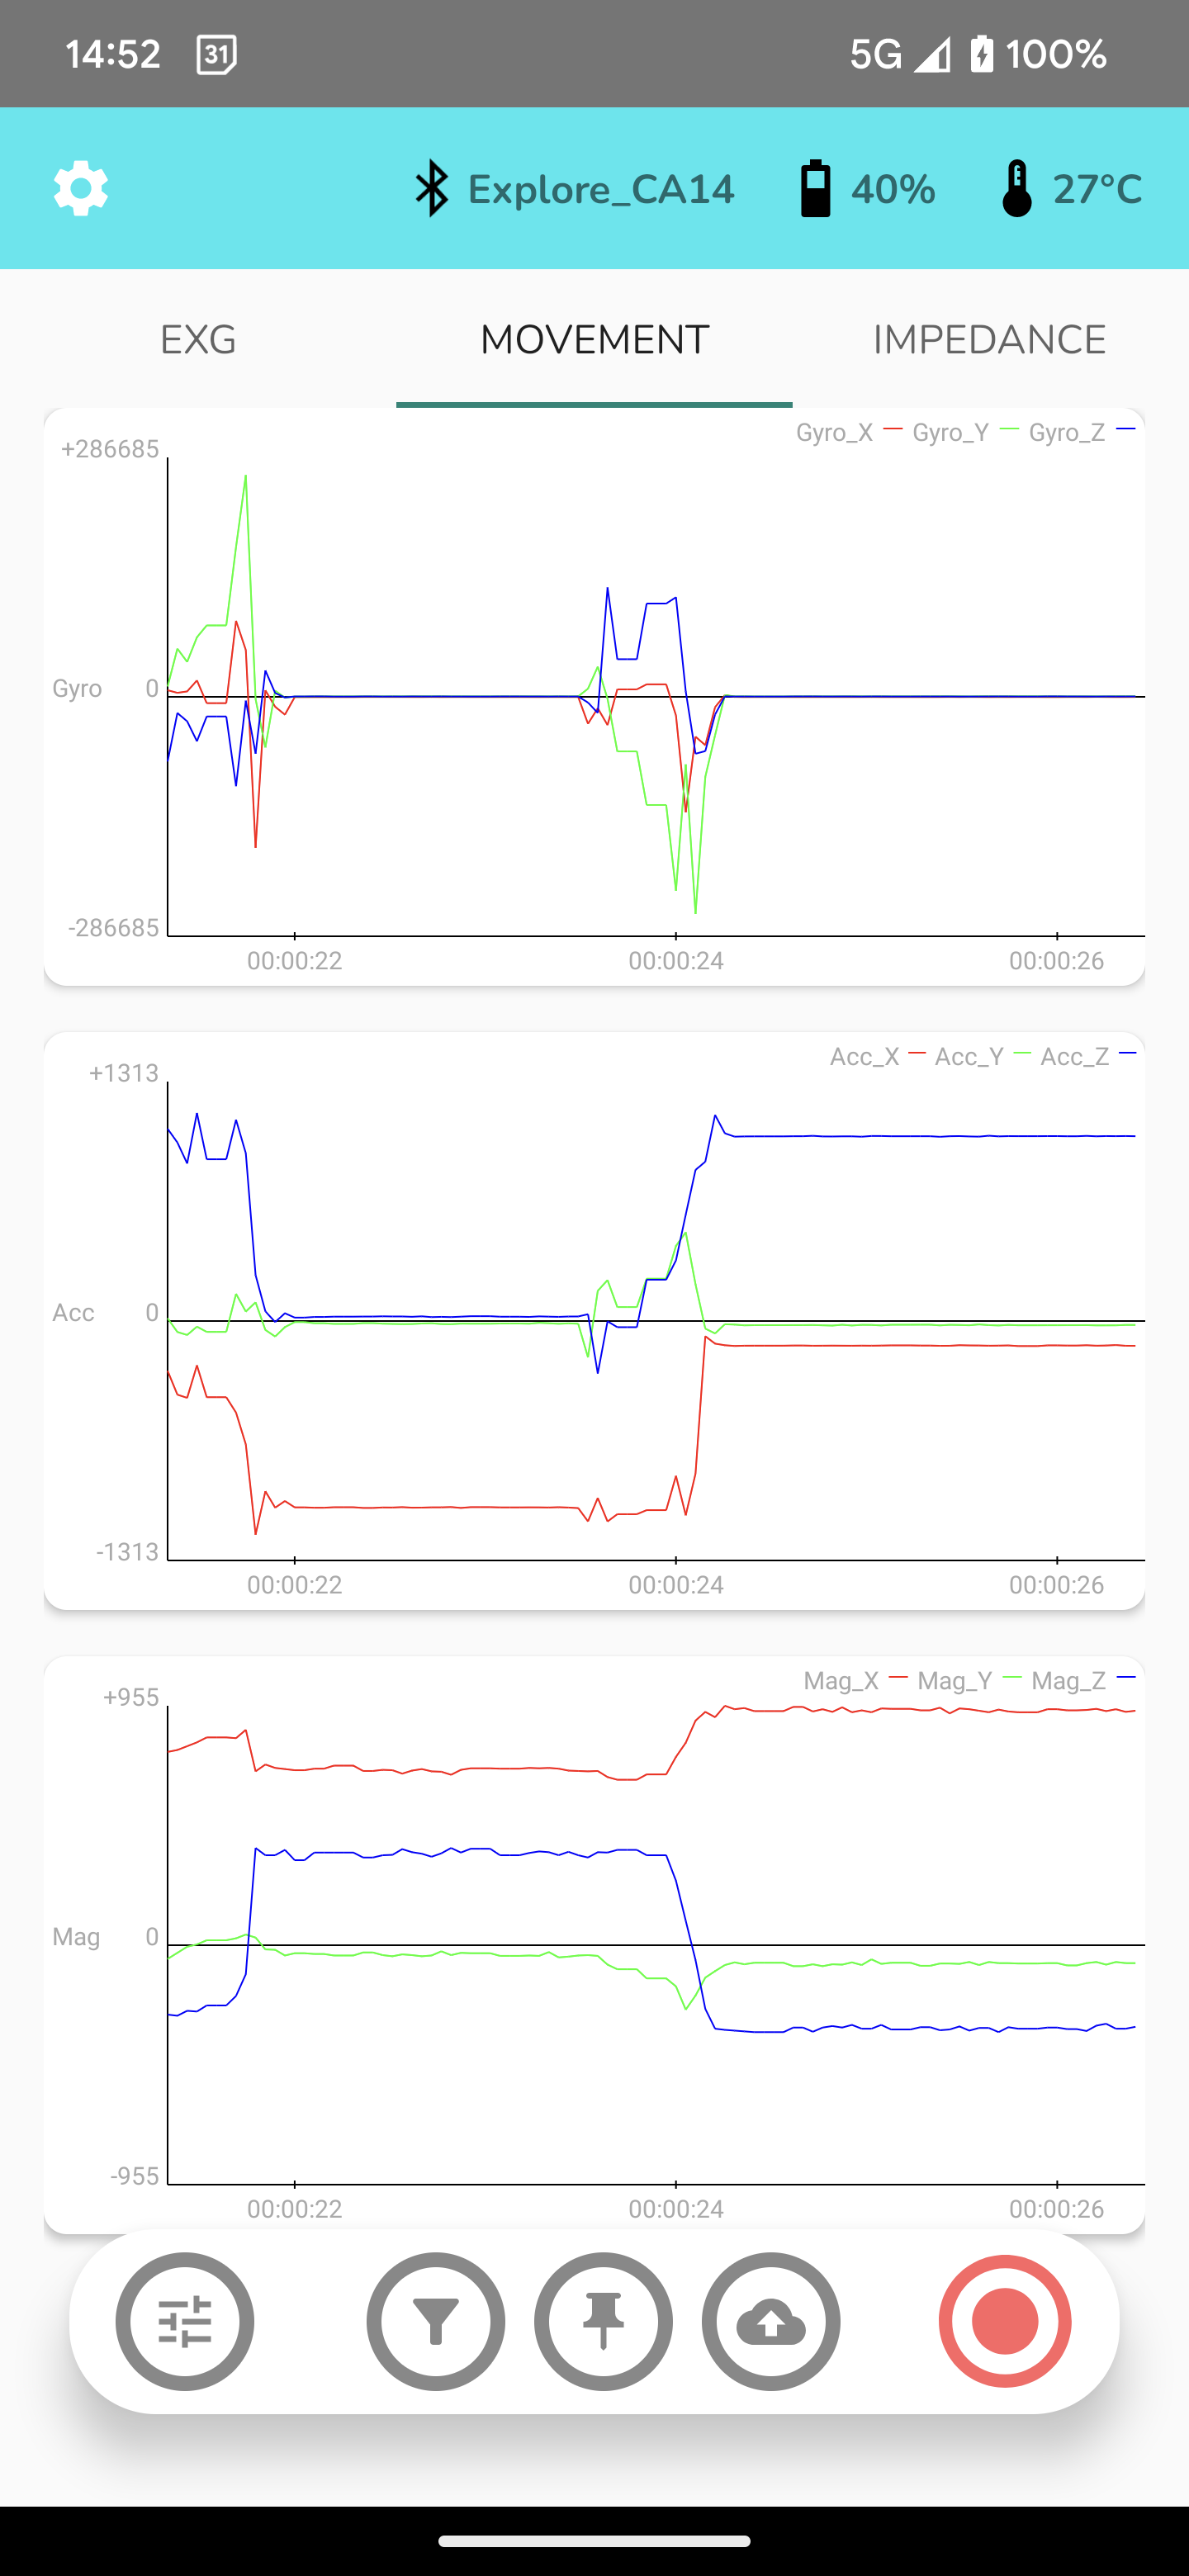 14:52 31 5G 100%
Explore_CA14 40% 27°C
EXG MOVEMENT IMPEDANCE
Gyro_X Gyro_Y Gyro_Z
+286685
Gyro 0
-286685
00:00:22 00:00:24 00:00:26
Acc_X Acc_Y Acc_Z
+1313
Acc 0
-1313
00:00:22 00:00:24 00:00:26
Mag_X Mag_Y Mag_Z
+955
Mag 0
-955
00:00:22 00:00:24 00:00:26